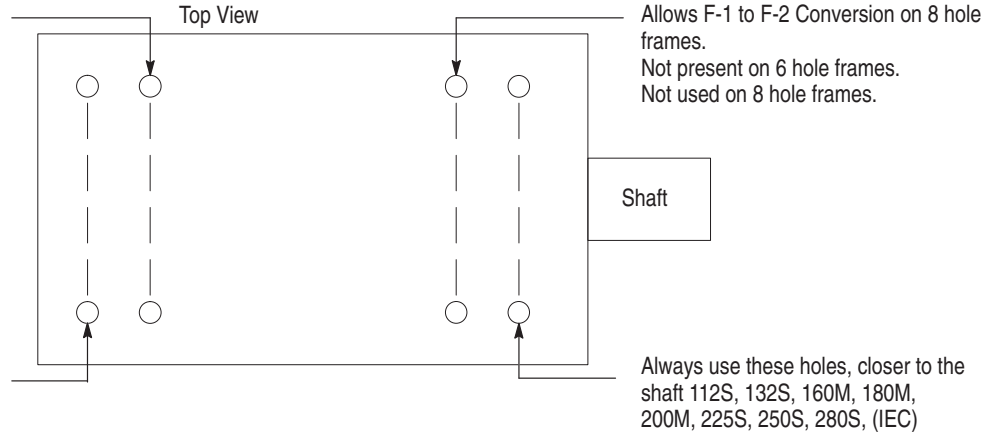 Top View
Allows F-1 to F-2 Conversion on 8 hole
frames.
Not present on 6 hole frames.
Not used on 8 hole frames.
Shaft
Always use these holes, closer to the
shaft 112S, 132S, 160M, 180M,
200M, 225S, 250S, 280S, (IEC)